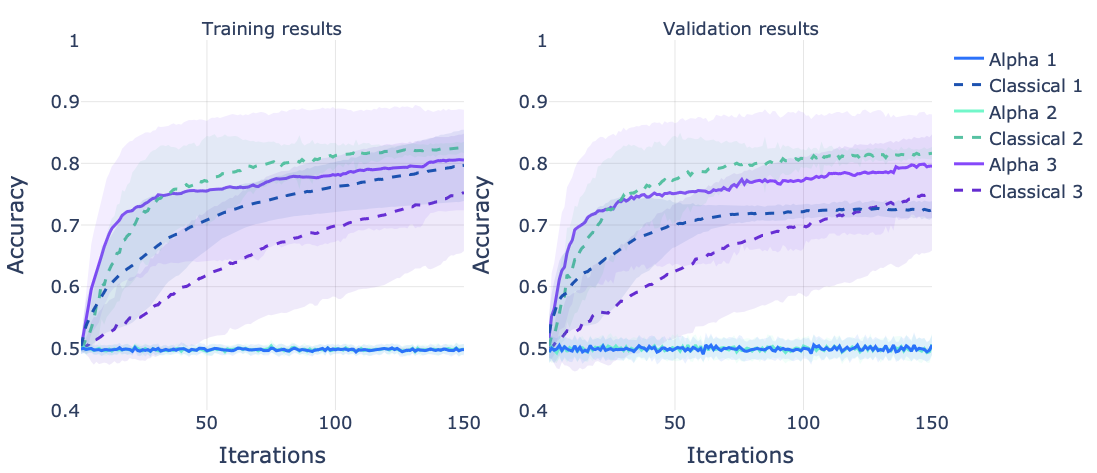 Training results
Validation results
1
0.9
0.8
0.7
0.6
0.5
0.4
Accuracy
50
100
150
Iterations
1
0.9
0.8
0.7
0.6
0.5
0.4
Accuracy
50
100
150
Iterations
Alpha 1
Classical 1
Alpha 2
Classical 2
Alpha 3
Classical 3